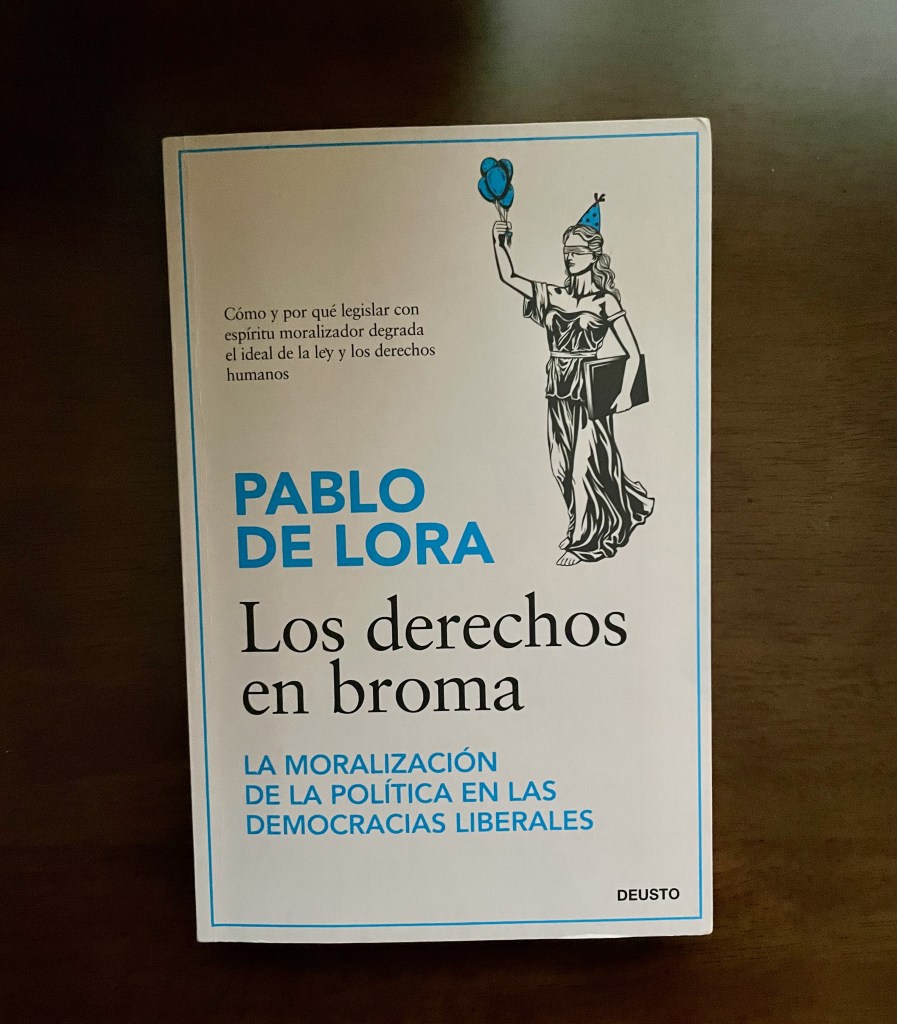 Cómo y por qué legislar con
espíritu moralizador degrada
el ideal de la ley y los derechos
humanos
PABLO
DE LORA
Los derechos
en broma
LA MORALIZACIÓN
DE LA POLÍTICA EN LAS
DEMOCRACIAS LIBERALES
DEUSTO